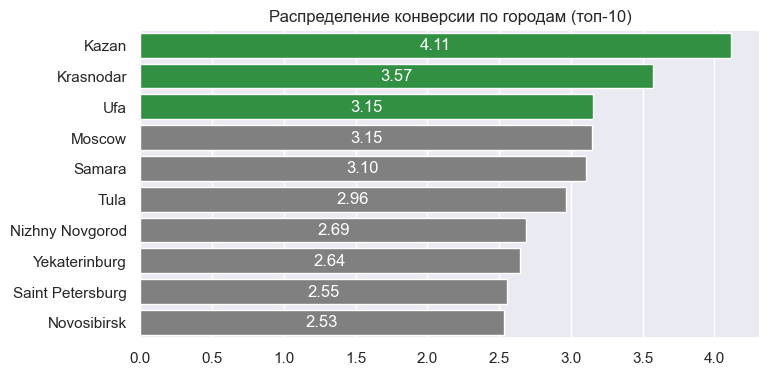 Распределение конверсии по городам (топ-10)
Kazan 4.11
Krasnodar 3.57
Ufa 3.15
Moscow 3.15
Samara 3.10
Tula 2.96
Nizhny Novgorod 2.69
Yekaterinburg 2.64
Saint Petersburg 2.55
Novosibirsk 2.53
0.0 0.5 1.0 1.5 2.0 2.5 3.0 3.5 4.0